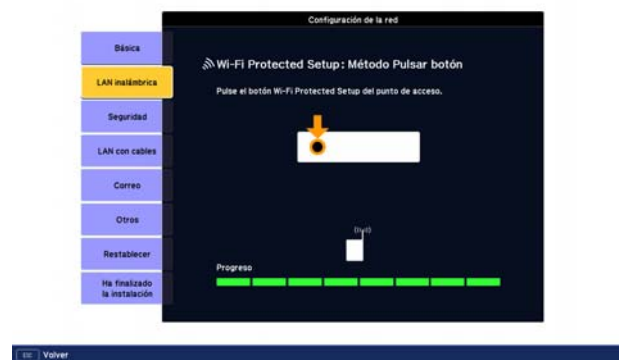 Configuración de la red
Básica
LAN inalámbrica
Seguridad
LAN con cables
Correo
Otros
Restablecer
Ha finalizado
la instalación
Wi-Fi Protected Setup: Método Pulsar botón
Pulse el botón Wi-Fi Protected Setup del punto de acceso.
Progreso
ESC Volver